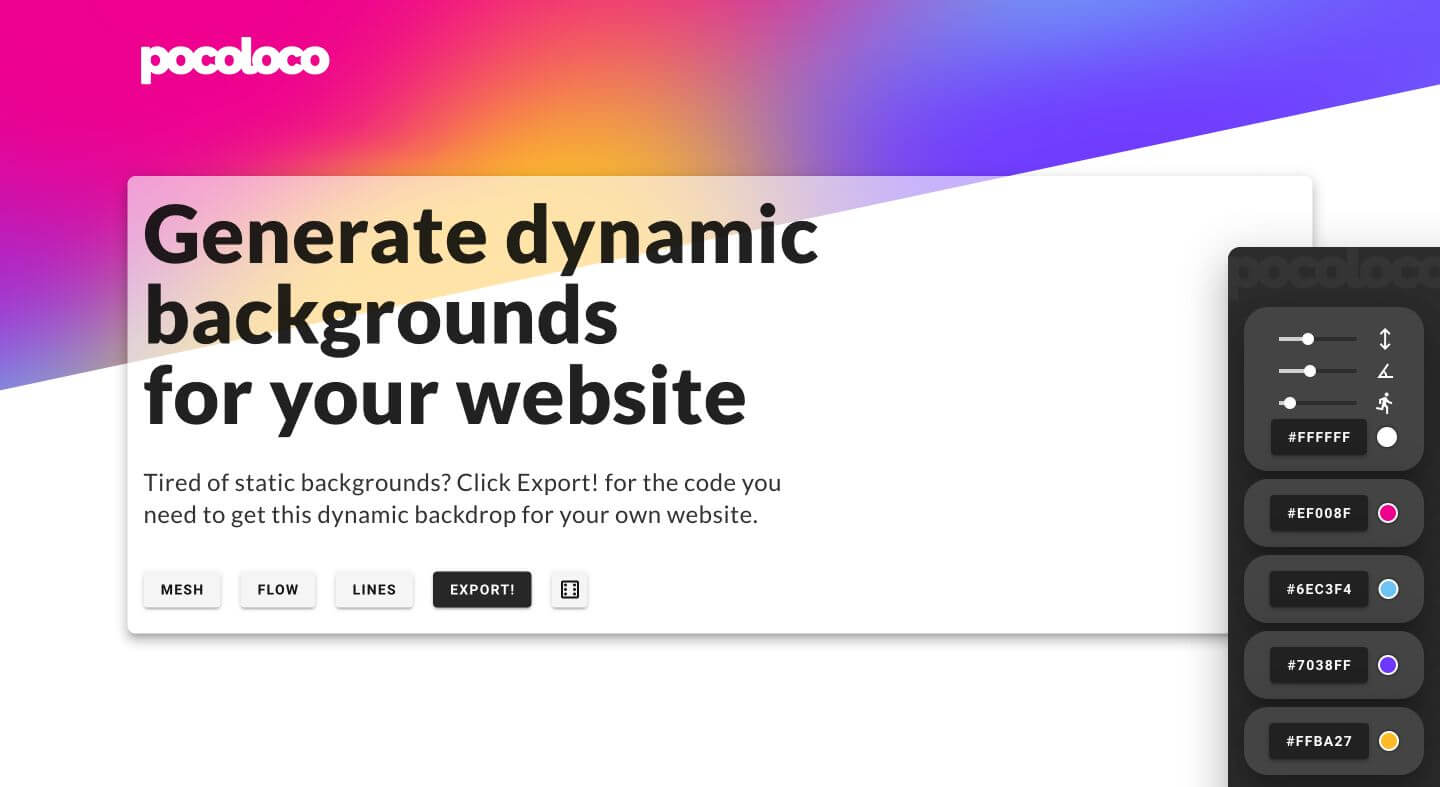 pocoloco
Generate dynamic
backgrounds
for your website
Tired of static backgrounds? Click Export! for the code you
need to get this dynamic backdrop for your own website.
MESH
FLOW
LINES
EXPORT!
pocoloco
#FFFFFF
#EF008F
#6EC3F4
#7038FF
#FFBA27